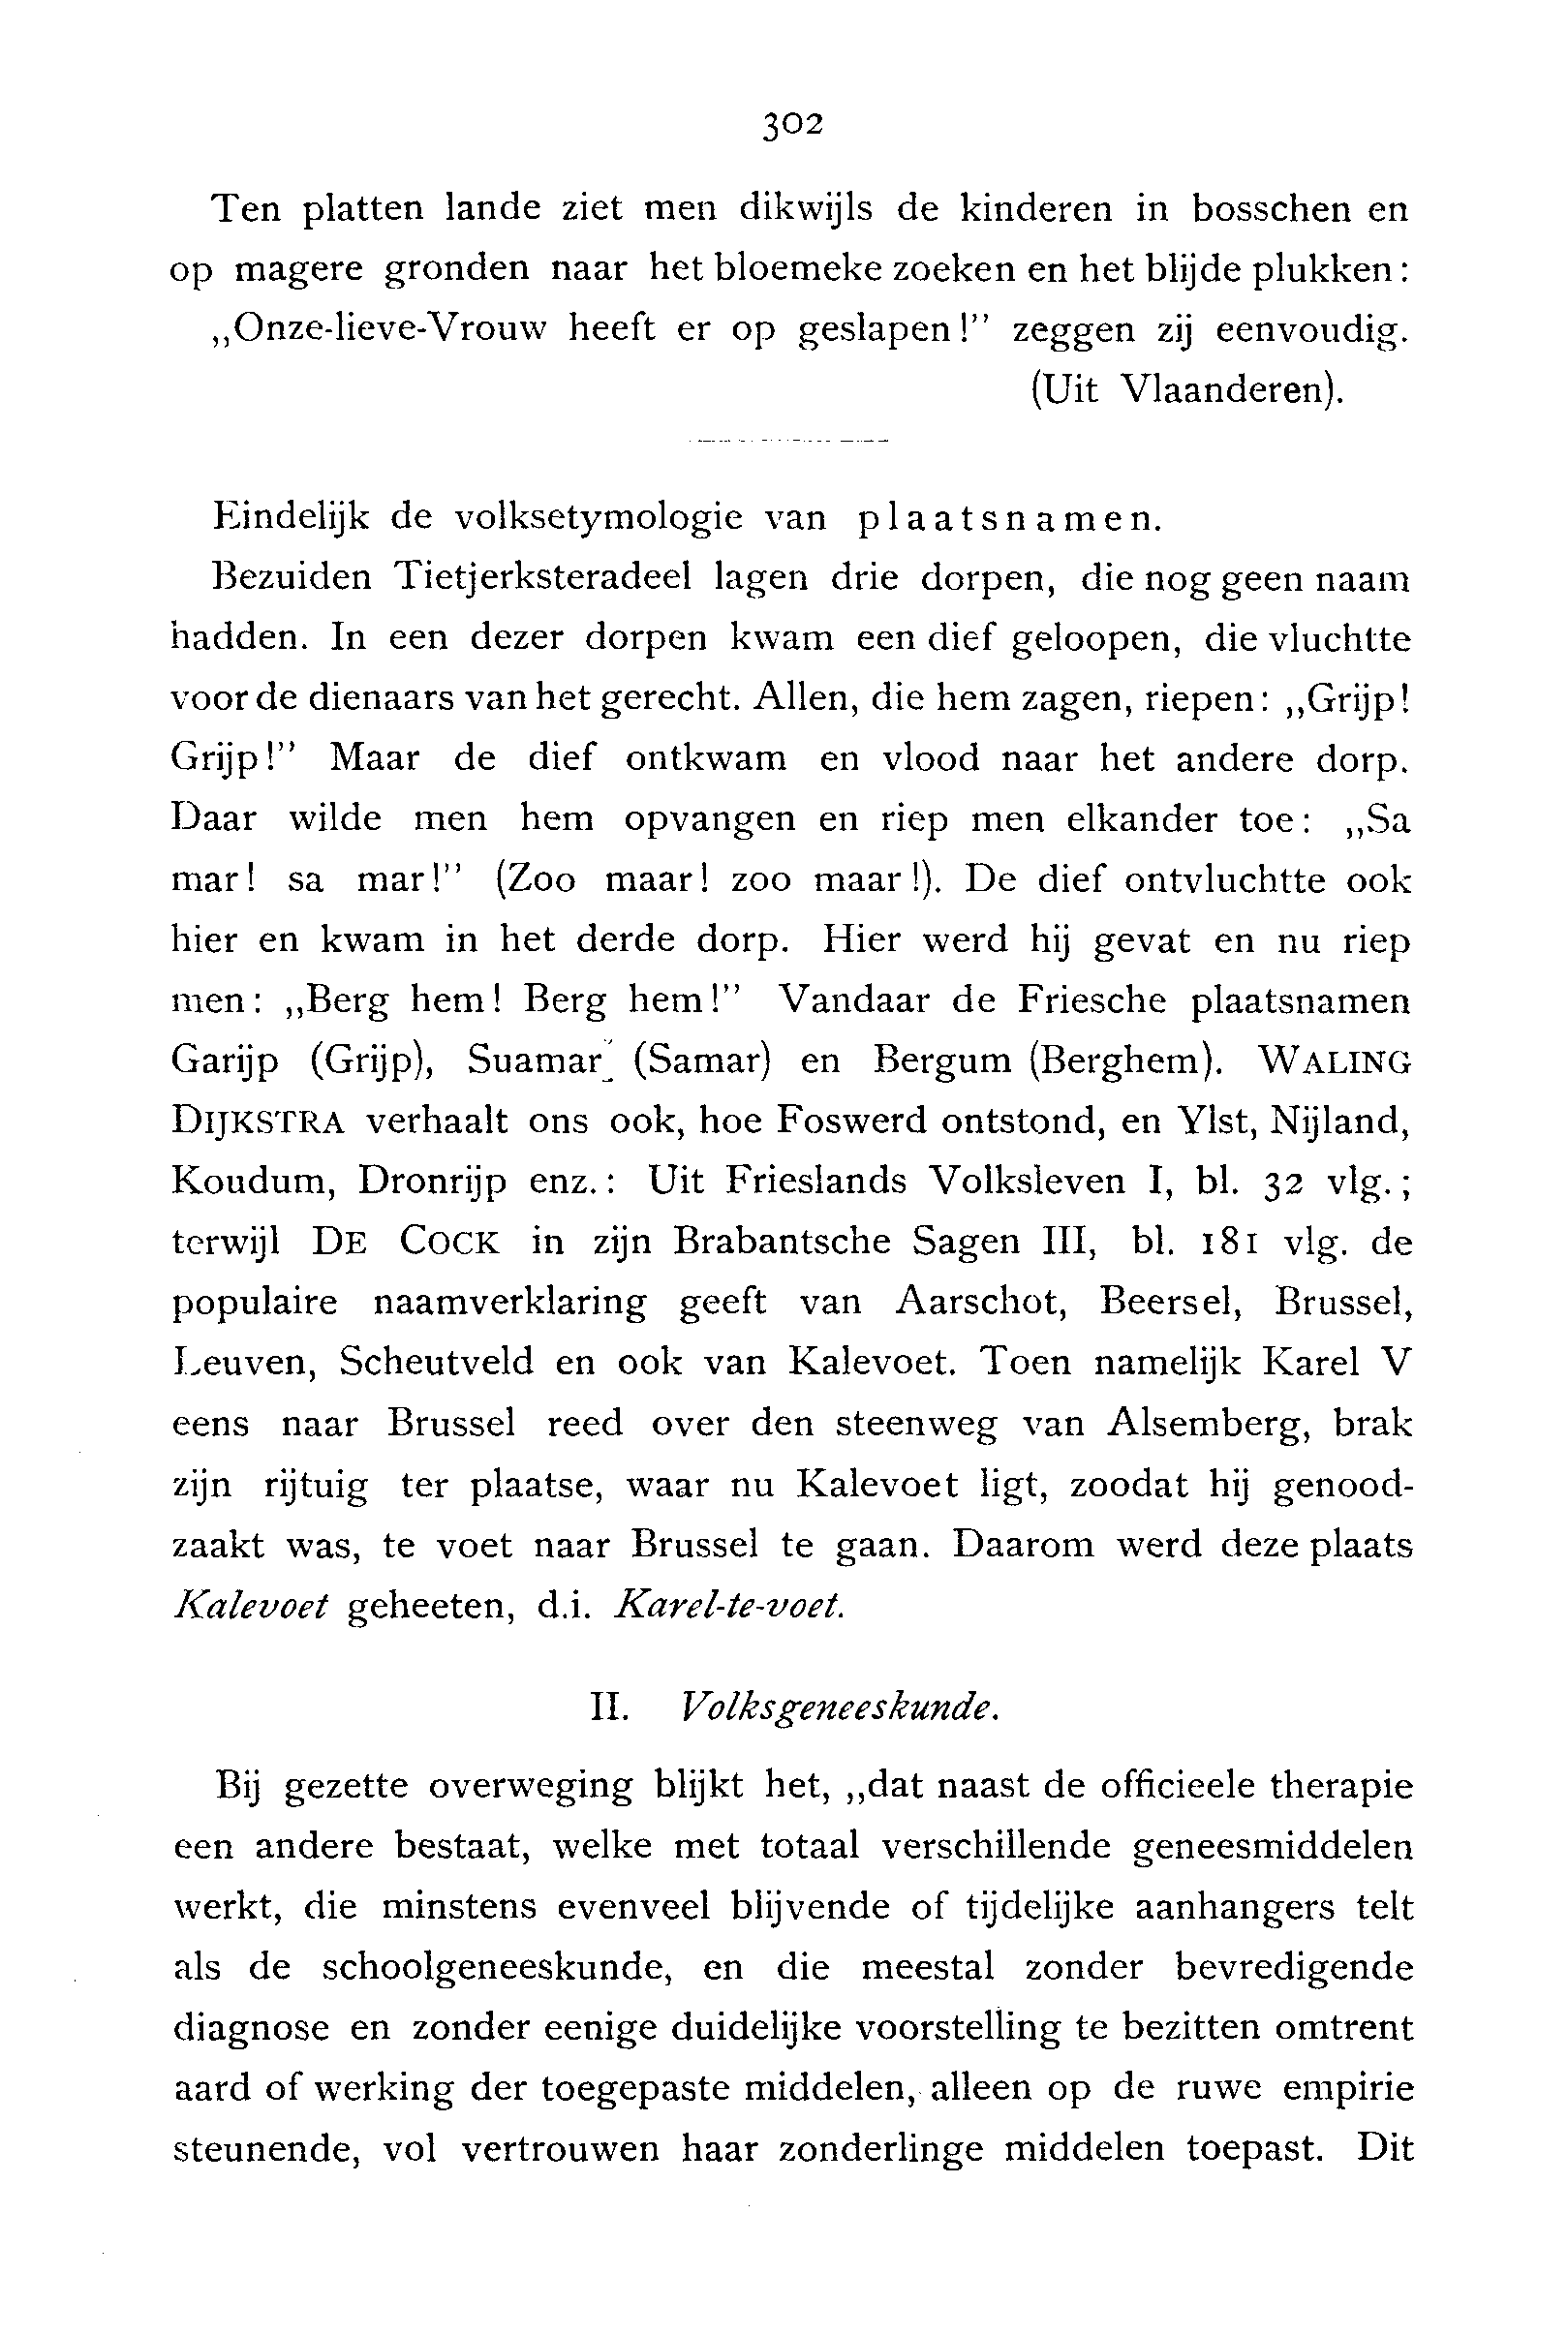 302
Ten platten lande ziet men dikwijls de kinderen in bosschen en
op magere gronden naar het bloemeke zoeken en het blijde plukken:
„Onze-lieve-Vrouw heeft er op geslapen!” zeggen zij eenvoudig.
(Uit Vlaanderen).
Eindelijk de volksetymologie van plaatsnamen.
Bezuiden Tietjerksteradeel lagen drie dorpen, die nog geen naam
hadden. In een dezer dorpen kwam een dief geloopen, die vluchtte
voor de dienaars van het gerecht. Allen, die hem zagen, riepen: „Grijp!
Grijp!” Maar de dief ontkwam en vlood naar het andere dorp.
Daar wilde men hem opvangen en riep men elkander toe: „Sa
mar! sa mar!” (Zoo maar! zoo maar!). De dief ontvluchtte ook
hier en kwam in het derde dorp. Hier werd hij gevat en nu riep
men: „Berg hem! Berg hem!” Vandaar de Friesche plaatsnamen
Garijp (Grijp), Suamar (Samar) en Bergum (Berghem). WALING
DIJKSTRA verhaalt ons ook, hoe Foswerd ontstond, en Ylst, Nijland,
Koudum, Dronrijp enz.: Uit Frieslands Volksleven I, bl. 32 vlg.;
terwijl DE COCK in zijn Brabantsche Sagen III, bl. 181 vlg. de
populaire naamverklaring geeft van Aarschot, Beersel, Brussel,
Leuven, Scheutveld en ook van Kalevoet. Toen namelijk Karel V
eens naar Brussel reed over den steenweg van Alsemberg, brak
zijn rijtuig ter plaatse, waar nu Kalevoet ligt, zoodat hij genood-
zaakt was, te voet naar Brussel te gaan. Daarom werd deze plaats
Kalevoet geheeten, d.i. Karel-te-voet.
II. Volksgeneeskunde.
Bij gezette overweging blijkt het, „dat naast de officieele therapie
een andere bestaat, welke met totaal verschillende geneesmiddelen
werkt, die minstens evenveel blijvende of tijdelijke aanhangers telt
als de schoolgeneeskunde, en die meestal zonder bevredigende
diagnose en zonder eenige duidelijke voorstelling te bezitten omtrent
aard of werking der toegepaste middelen, alleen op de ruwe empirie
steunende, vol vertrouwen haar zonderlinge middelen toepast. Dit